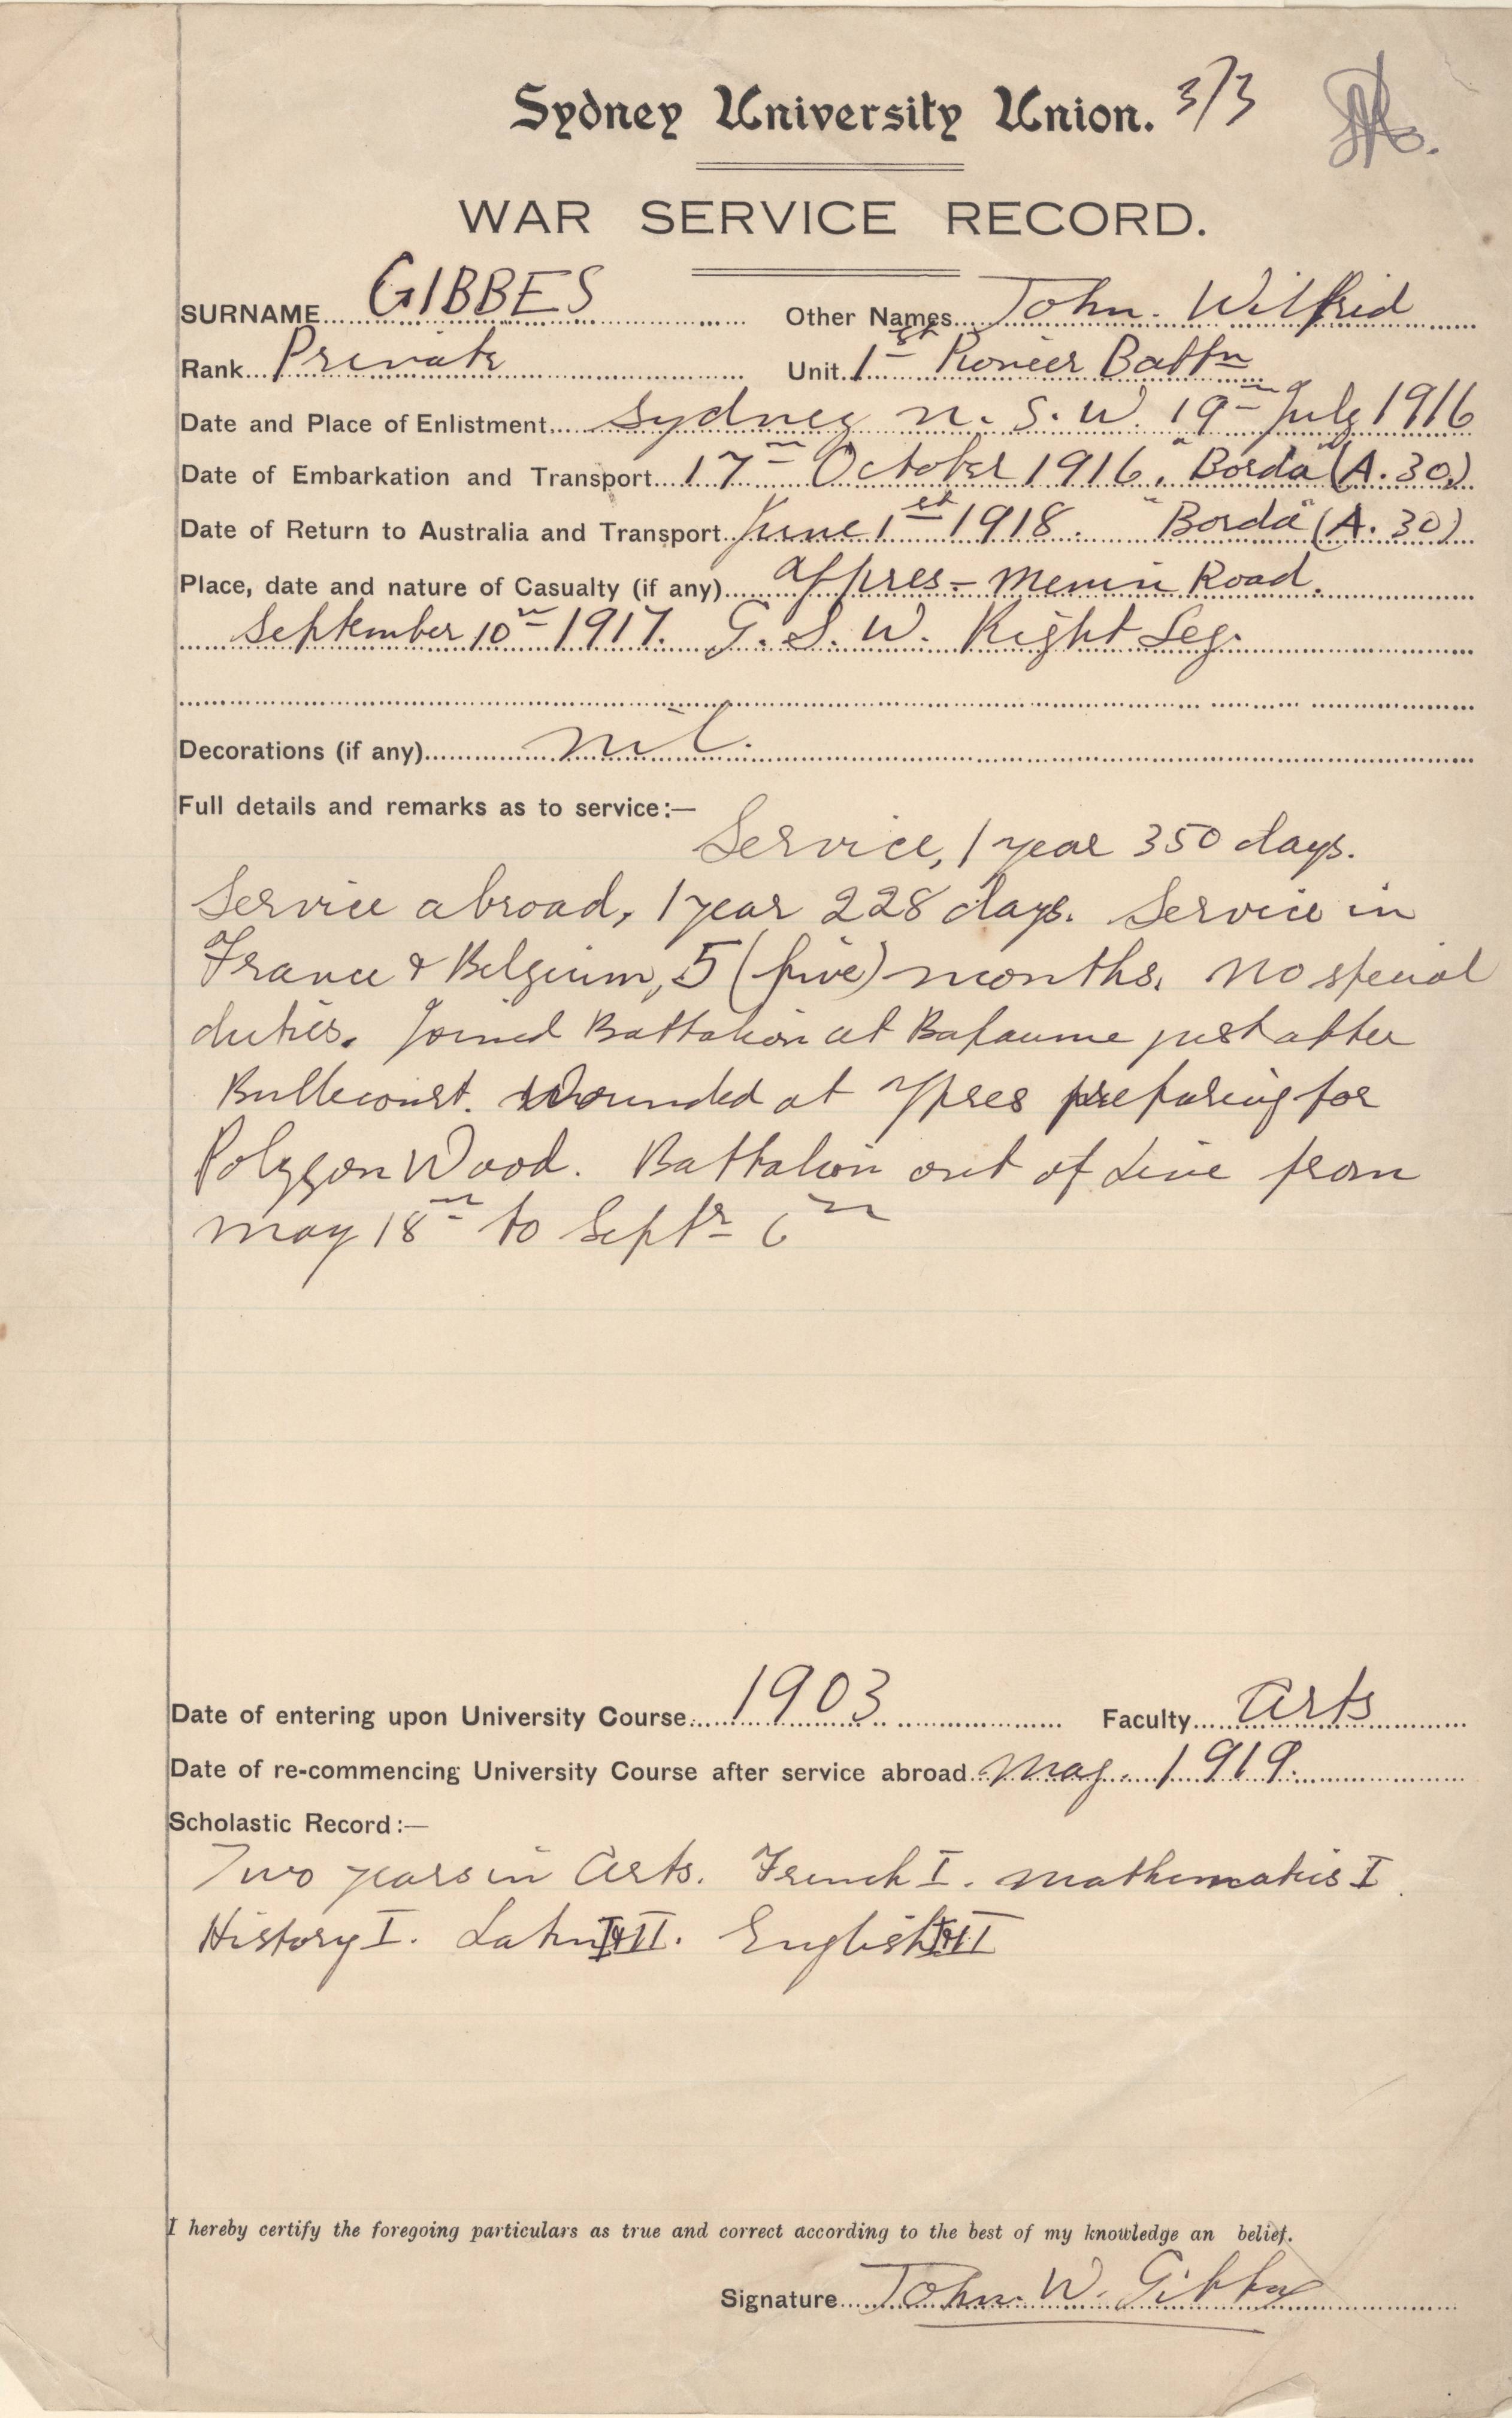 Sydney University Union. 3/3
WAR SERVICE RECORD.
SURNAME GIBBES Other Names John. Wilfrid
Rank Private Unit 1st Pioneer Battn
Date and Place of Enlistment Sydney N. S. W. 19th July 1916
Date of Embarkation and Transport 17th October 1916. "Borda" (A. 30.)
Date of Return to Australia and Transport June 1st 1918. "Borda" (A. 30)
Place, date and nature of Casualty (if any) Ypres - Menin Road.
September 10th 1917. G. S. W. Right Leg.
Decorations (if any) nil.
Full details and remarks as to service:—
Service, 1 year 350 days.
Service abroad, 1 year 228 days. Service in
France & Belgium, 5 (five) months. No special
duties. Joined Battalion at Bapaume just after
Bullecourt. Wounded at Ypres preparing for
Polygon Wood. Battalion out of Line from
May 18th to Septr 6th
Date of entering upon University Course 1903 Faculty Arts
Date of re-commencing University Course after service abroad May. 1919.
Scholastic Record:—
Two years in Arts. French I. Mathematics I.
History I. Latin I & II. English I & II
I hereby certify the foregoing particulars as true and correct according to the best of my knowledge an belief.
Signature John. W. Gibbes